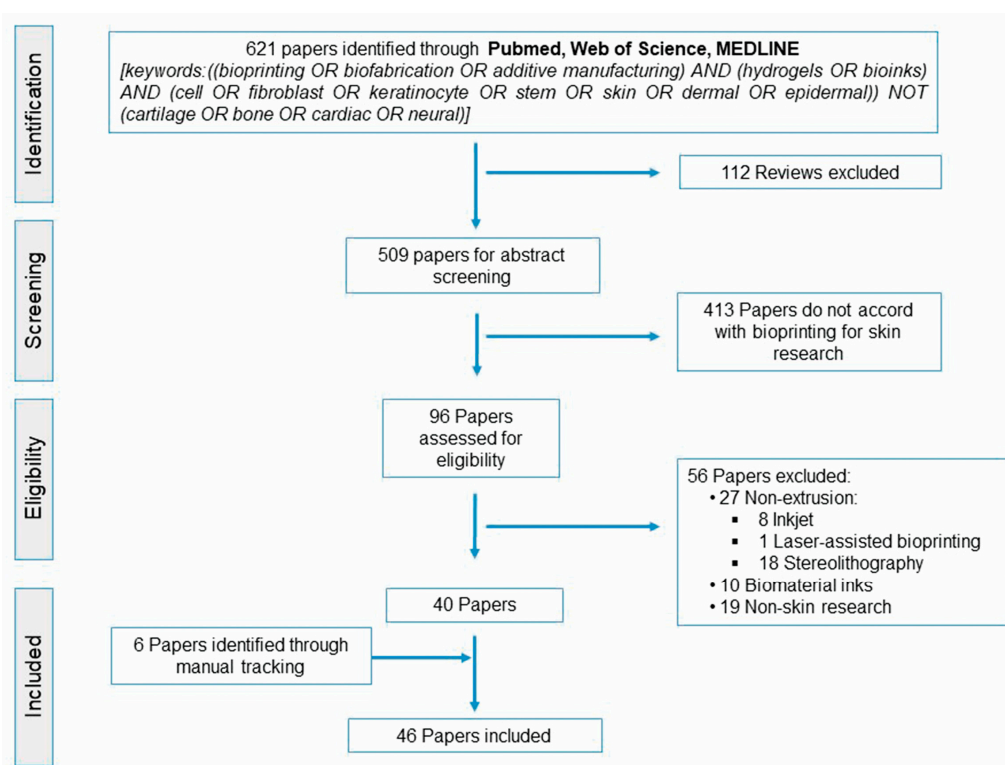 Identification
621 papers identified through Pubmed, Web of Science, MEDLINE
[keywords:((bioprinting OR biofabrication OR additive manufacturing) AND (hydrogels OR bioinks)
AND (cell OR fibroblast OR keratinocyte OR stem OR skin OR dermal OR epidermal)) NOT
(cartilage OR bone OR cardiac OR neural)]
112 Reviews excluded
Screening
509 papers for abstract
screening
413 Papers do not accord
with bioprinting for skin
research
Eligibility
96 Papers
assessed for
eligibility
56 Papers excluded:
• 27 Non-extrusion:
▪ 8 Inkjet
▪ 1 Laser-assisted bioprinting
▪ 18 Stereolithography
• 10 Biomaterial inks
• 19 Non-skin research
Included
40 Papers
6 Papers identified through
manual tracking
46 Papers included